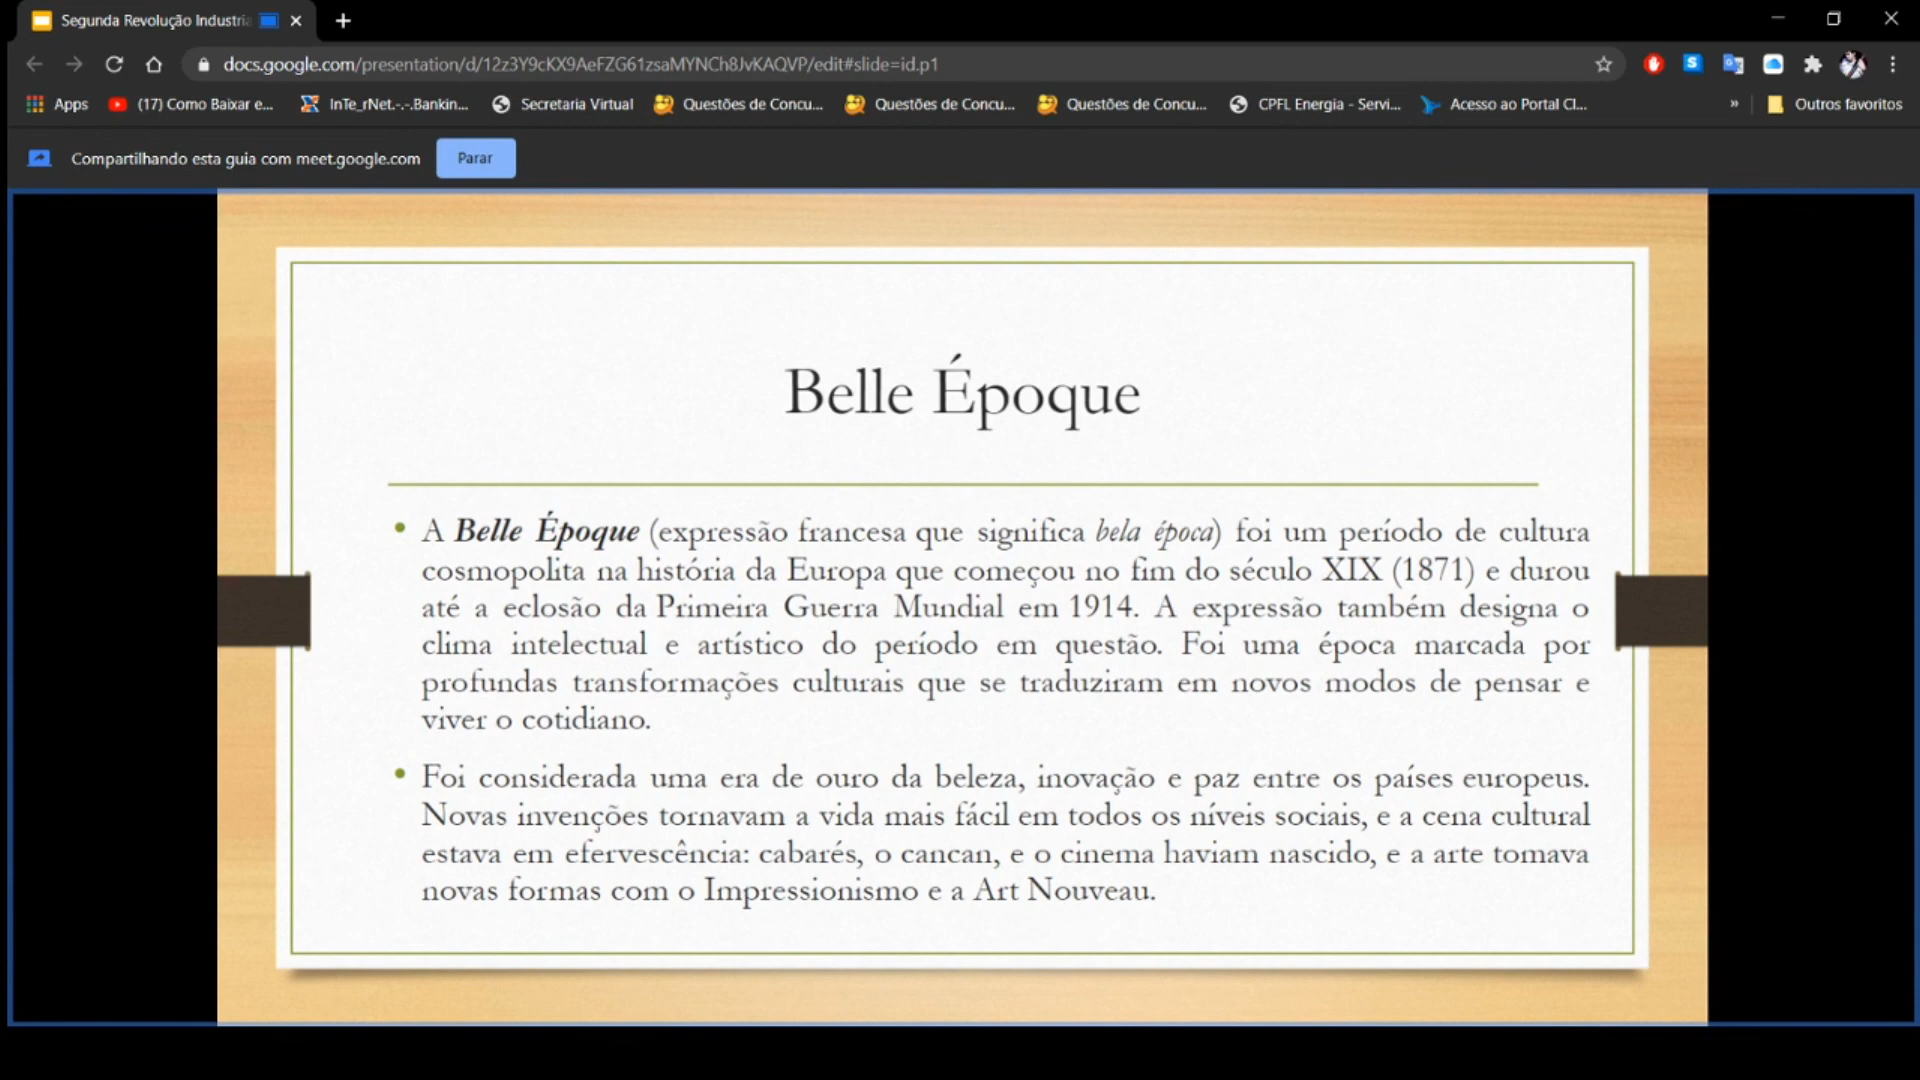 Segunda Revolução Industria
docs.google.com/presentation/d/12z3Y9cKX9AeFZG61zsaMYNCh8JvKAQVP/edit#slide=id.p1
Apps (17) Como Baixar e... InTe_rNet.-.-.Bankin... Secretaria Virtual Questões de Concu... Questões de Concu... Questões de Concu... CPFL Energia - Servi... Acesso ao Portal Cl... » Outros favoritos
Compartilhando esta guia com meet.google.com Parar
Belle Époque
• A Belle Époque (expressão francesa que significa bela época) foi um período de cultura
cosmopolita na história da Europa que começou no fim do século XIX (1871) e durou
até a eclosão da Primeira Guerra Mundial em 1914. A expressão também designa o
clima intelectual e artístico do período em questão. Foi uma época marcada por
profundas transformações culturais que se traduziram em novos modos de pensar e
viver o cotidiano.
• Foi considerada uma era de ouro da beleza, inovação e paz entre os países europeus.
Novas invenções tornavam a vida mais fácil em todos os níveis sociais, e a cena cultural
estava em efervescência: cabarés, o cancan, e o cinema haviam nascido, e a arte tomava
novas formas com o Impressionismo e a Art Nouveau.